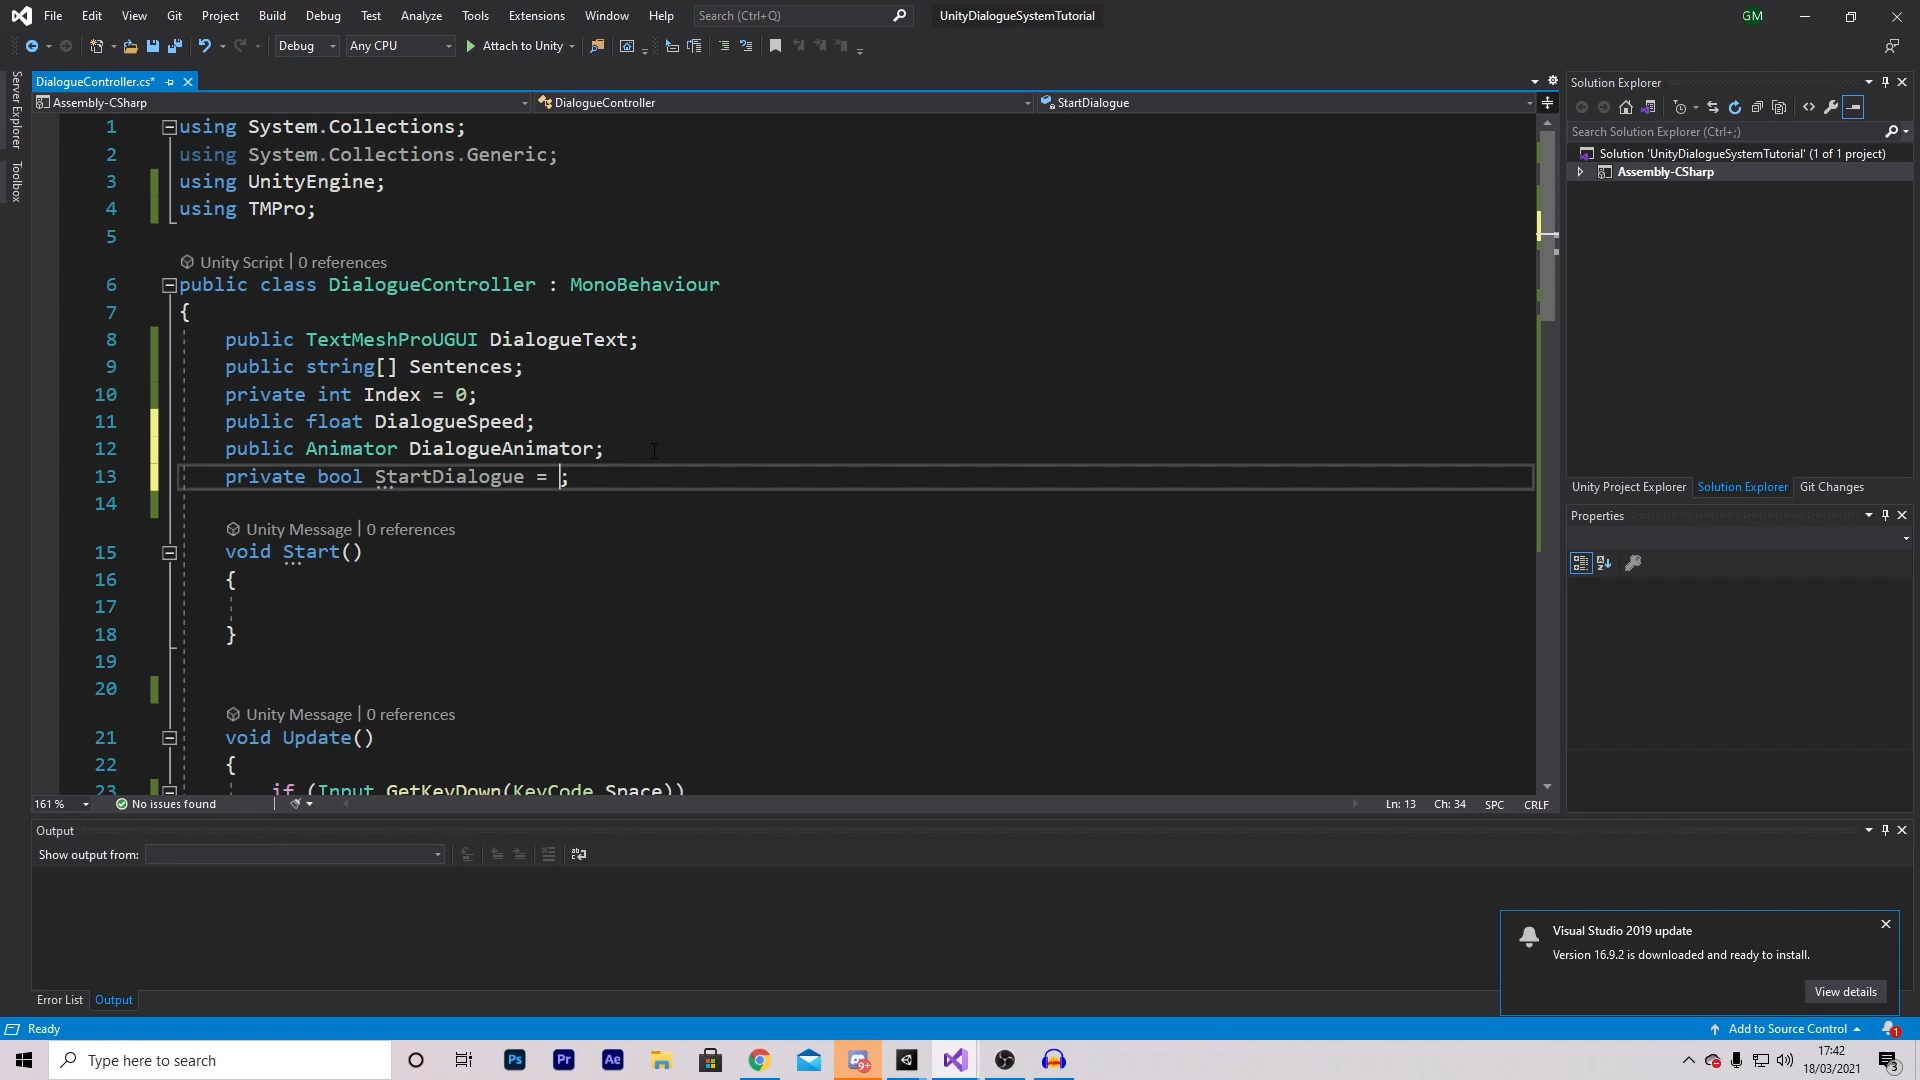 File Edit View Git Project Build Debug Test Analyze Tools Extensions Window Help Search (Ctrl+Q) UnityDialogueSystemTutorial GM
Debug Any CPU Attach to Unity
Server Explorer
Toolbox
DialogueController.cs*
Assembly-CSharp DialogueController StartDialogue
1 using System.Collections;
2 using System.Collections.Generic;
3 using UnityEngine;
4 using TMPro;
5
Unity Script | 0 references
6 public class DialogueController : MonoBehaviour
7 {
8 public TextMeshProUGUI DialogueText;
9 public string[] Sentences;
10 private int Index = 0;
11 public float DialogueSpeed;
12 public Animator DialogueAnimator;
13 private bool StartDialogue = ;
14
Unity Message | 0 references
15 void Start()
16 {
17
18 }
19
20
Unity Message | 0 references
21 void Update()
22 {
23 if (Input.GetKeyDown(KeyCode.Space))
161 % No issues found Ln: 13 Ch: 34 SPC CRLF
Solution Explorer
Search Solution Explorer (Ctrl+;)
Solution 'UnityDialogueSystemTutorial' (1 of 1 project)
Assembly-CSharp
Unity Project Explorer Solution Explorer Git Changes
Properties
Output
Show output from:
Error List Output
Visual Studio 2019 update
Version 16.9.2 is downloaded and ready to install.
View details
Ready Add to Source Control 1
Type here to search Ps Pr Ae 9+ 17:42
18/03/2021 3